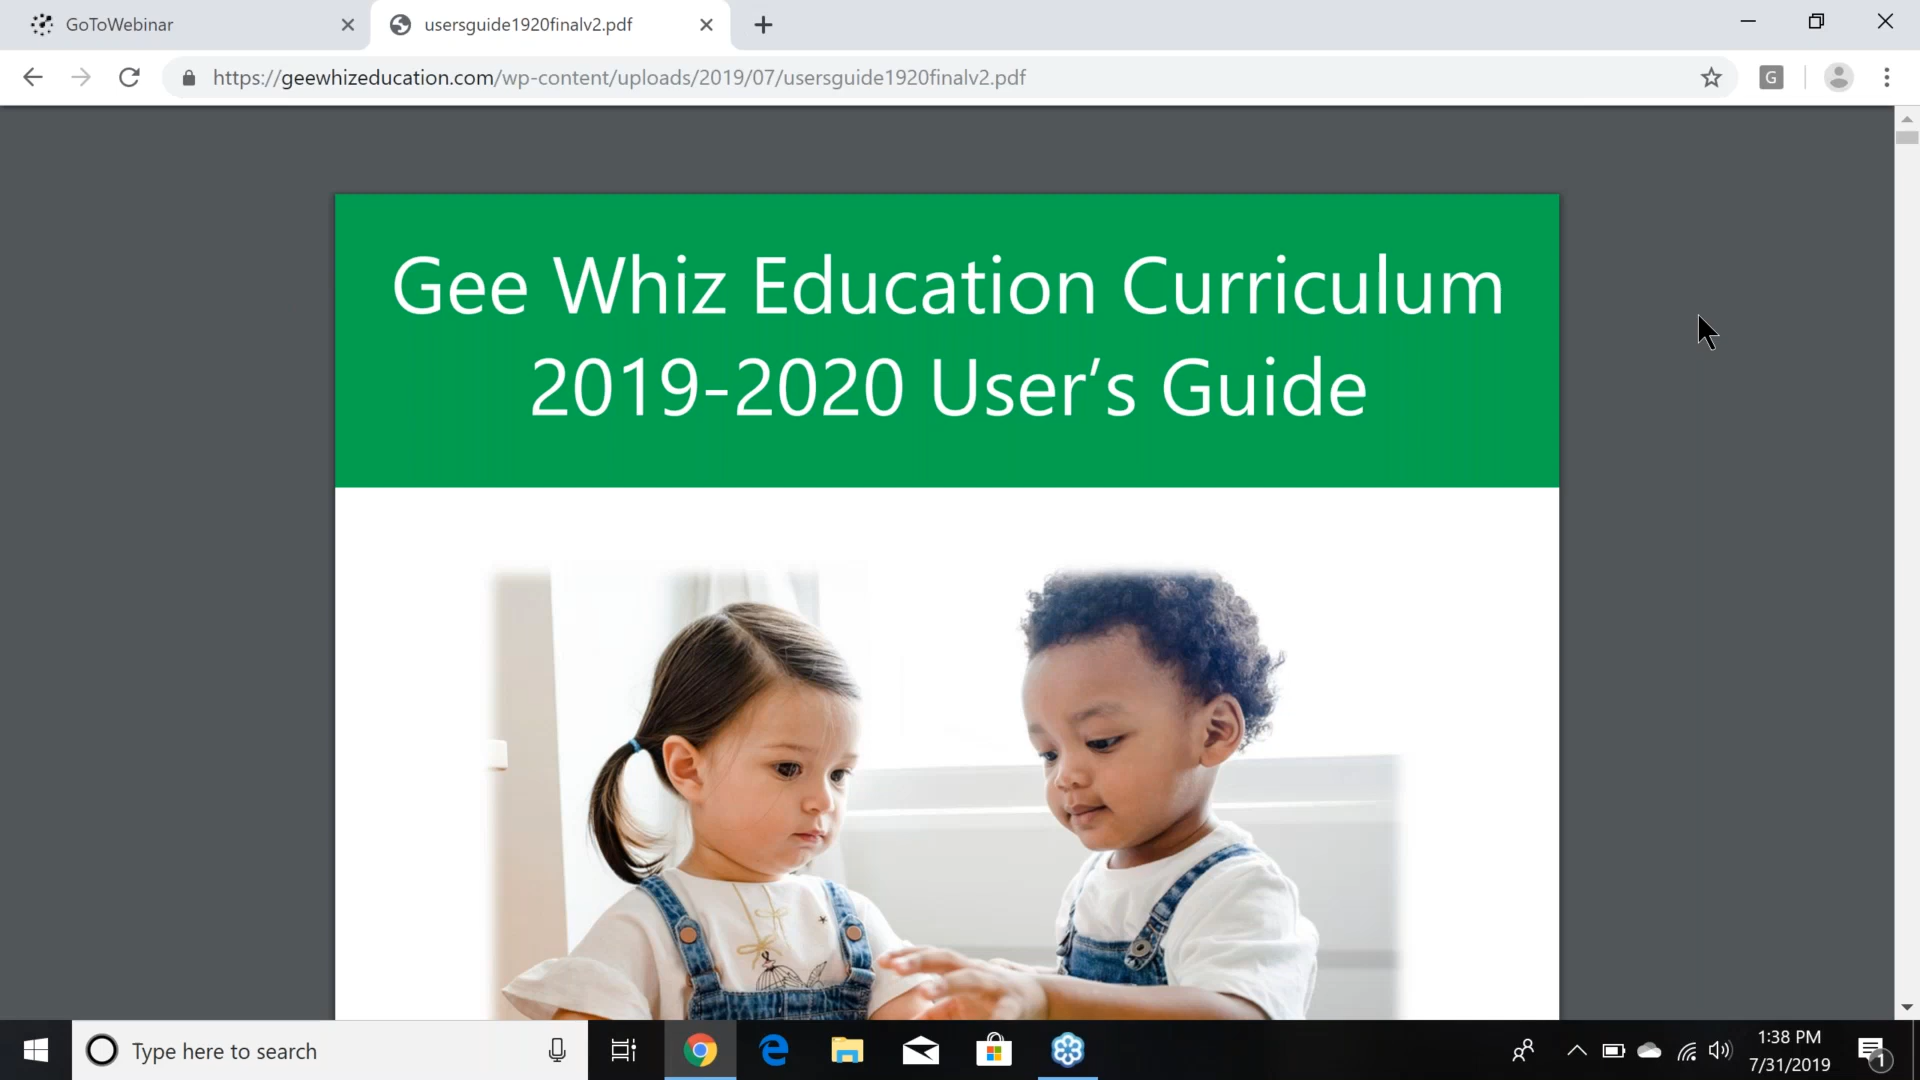 GoToWebinar
usersguide1920finalv2.pdf
https://geewhizeducation.com/wp-content/uploads/2019/07/usersguide1920finalv2.pdf
G
Gee Whiz Education Curriculum
2019-2020 User’s Guide
Type here to search
1:38 PM
7/31/2019
1